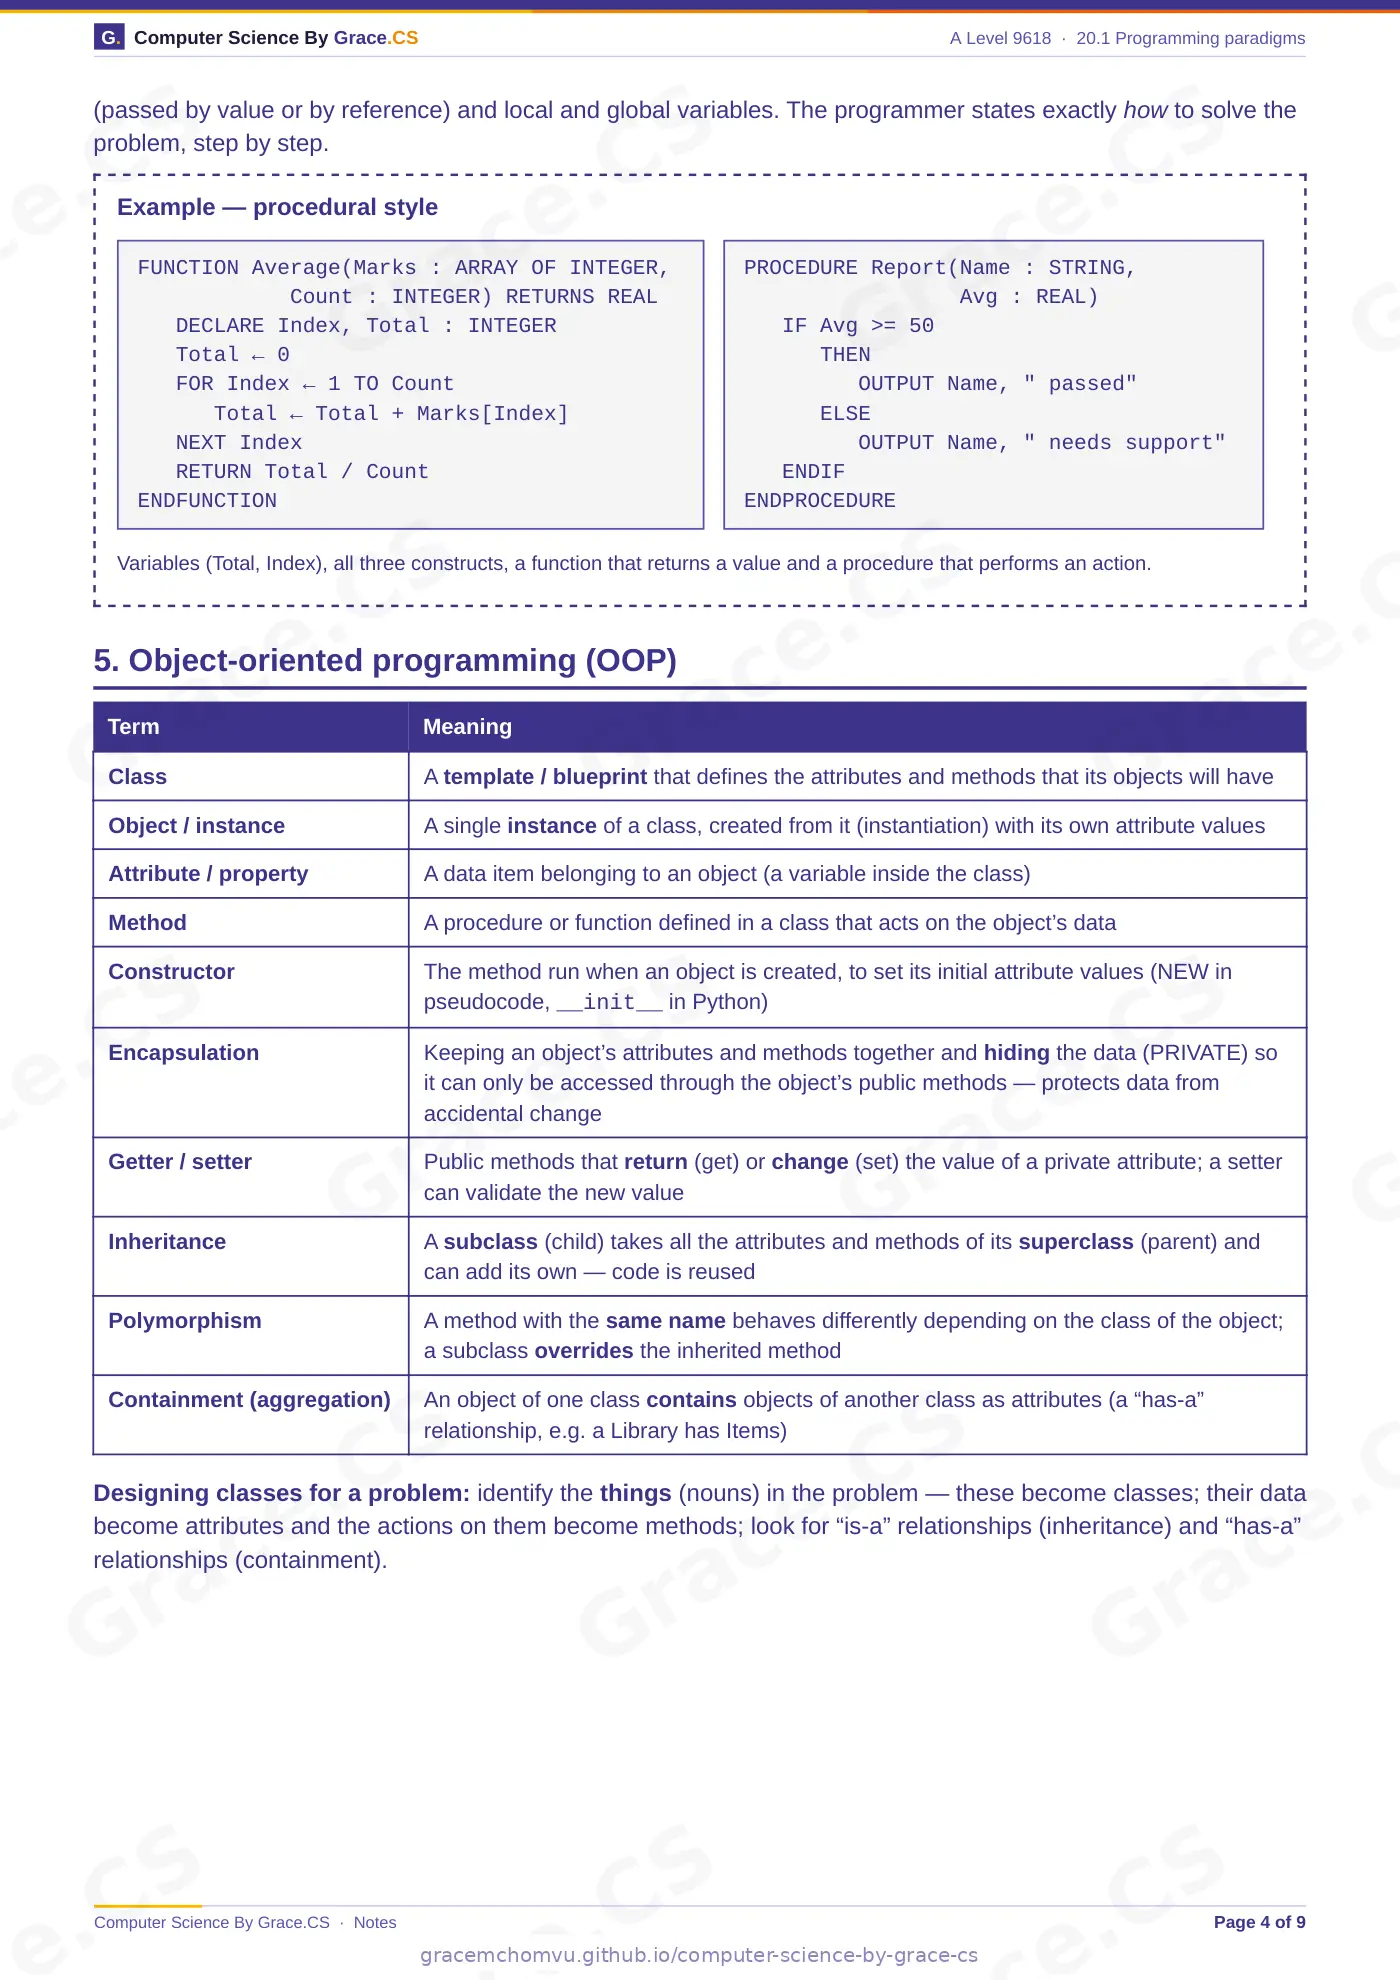 G. Computer Science By Grace.CS
A Level 9618 · 20.1 Programming paradigms
(passed by value or by reference) and local and global variables. The programmer states exactly how to solve the
problem, step by step.
Example — procedural style
FUNCTION Average(Marks : ARRAY OF INTEGER,
            Count : INTEGER) RETURNS REAL
   DECLARE Index, Total : INTEGER
   Total ← 0
   FOR Index ← 1 TO Count
      Total ← Total + Marks[Index]
   NEXT Index
   RETURN Total / Count
ENDFUNCTION
PROCEDURE Report(Name : STRING,
                 Avg : REAL)
   IF Avg >= 50
      THEN
         OUTPUT Name, " passed"
      ELSE
         OUTPUT Name, " needs support"
   ENDIF
ENDPROCEDURE
Variables (Total, Index), all three constructs, a function that returns a value and a procedure that performs an action.
5. Object-oriented programming (OOP)
Term Meaning
Class A template / blueprint that defines the attributes and methods that its objects will have
Object / instance A single instance of a class, created from it (instantiation) with its own attribute values
Attribute / property A data item belonging to an object (a variable inside the class)
Method A procedure or function defined in a class that acts on the object’s data
Constructor The method run when an object is created, to set its initial attribute values (NEW in
pseudocode, __init__ in Python)
Encapsulation Keeping an object’s attributes and methods together and hiding the data (PRIVATE) so
it can only be accessed through the object’s public methods — protects data from
accidental change
Getter / setter Public methods that return (get) or change (set) the value of a private attribute; a setter
can validate the new value
Inheritance A subclass (child) takes all the attributes and methods of its superclass (parent) and
can add its own — code is reused
Polymorphism A method with the same name behaves differently depending on the class of the object;
a subclass overrides the inherited method
Containment (aggregation) An object of one class contains objects of another class as attributes (a “has-a”
relationship, e.g. a Library has Items)
Designing classes for a problem: identify the things (nouns) in the problem — these become classes; their data
become attributes and the actions on them become methods; look for “is-a” relationships (inheritance) and “has-a”
relationships (containment).
Computer Science By Grace.CS · Notes
Page 4 of 9
gracemchomvu.github.io/computer-science-by-grace-cs